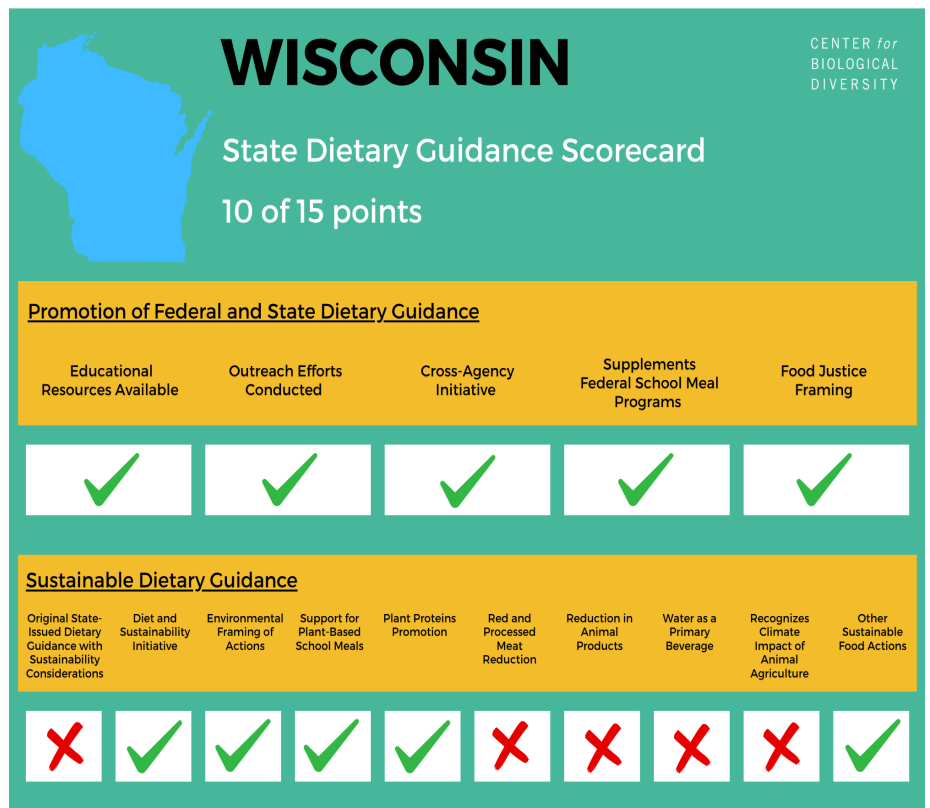 WISCONSIN
CENTER for
BIOLOGICAL
DIVERSITY
State Dietary Guidance Scorecard
10 of 15 points
Promotion of Federal and State Dietary Guidance
Educational
Resources Available
Outreach Efforts
Conducted
Cross-Agency
Initiative
Supplements
Federal School Meal
Programs
Food Justice
Framing
Sustainable Dietary Guidance
Original State-
Issued Dietary
Guidance with
Sustainability
Considerations
Diet and
Sustainability
Initiative
Environmental
Framing of
Actions
Support for
Plant-Based
School Meals
Plant Proteins
Promotion
Red and
Processed
Meat
Reduction
Reduction in
Animal
Products
Water as a
Primary
Beverage
Recognizes
Climate
Impact of
Animal
Agriculture
Other
Sustainable
Food Actions